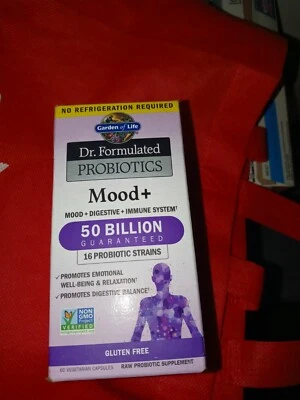 NO REFRIGERATION REQUIRED
Garden of Life
Dr. Formulated
PROBIOTICS
Mood+
MOOD + DIGESTIVE + IMMUNE SYSTEM†
50 BILLION
GUARANTEED
16 PROBIOTIC STRAINS
✓PROMOTES EMOTIONAL
WELL-BEING & RELAXATION†
✓PROMOTES DIGESTIVE BALANCE†
NON
GMO
Project
VERIFIED
GLUTEN FREE
60 VEGETARIAN CAPSULES
RAW PROBIOTIC SUPPLEMENT